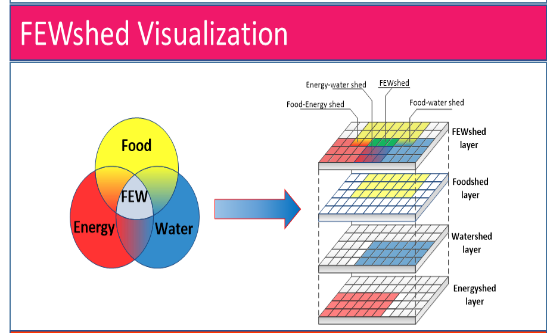 FEWshed Visualization
Food
FEW
Energy
Water
Energy-water shed
FEWshed
Food-Energy shed
Food-water shed
FEWshed
layer
Foodshed
layer
Watershed
layer
Energyshed
layer